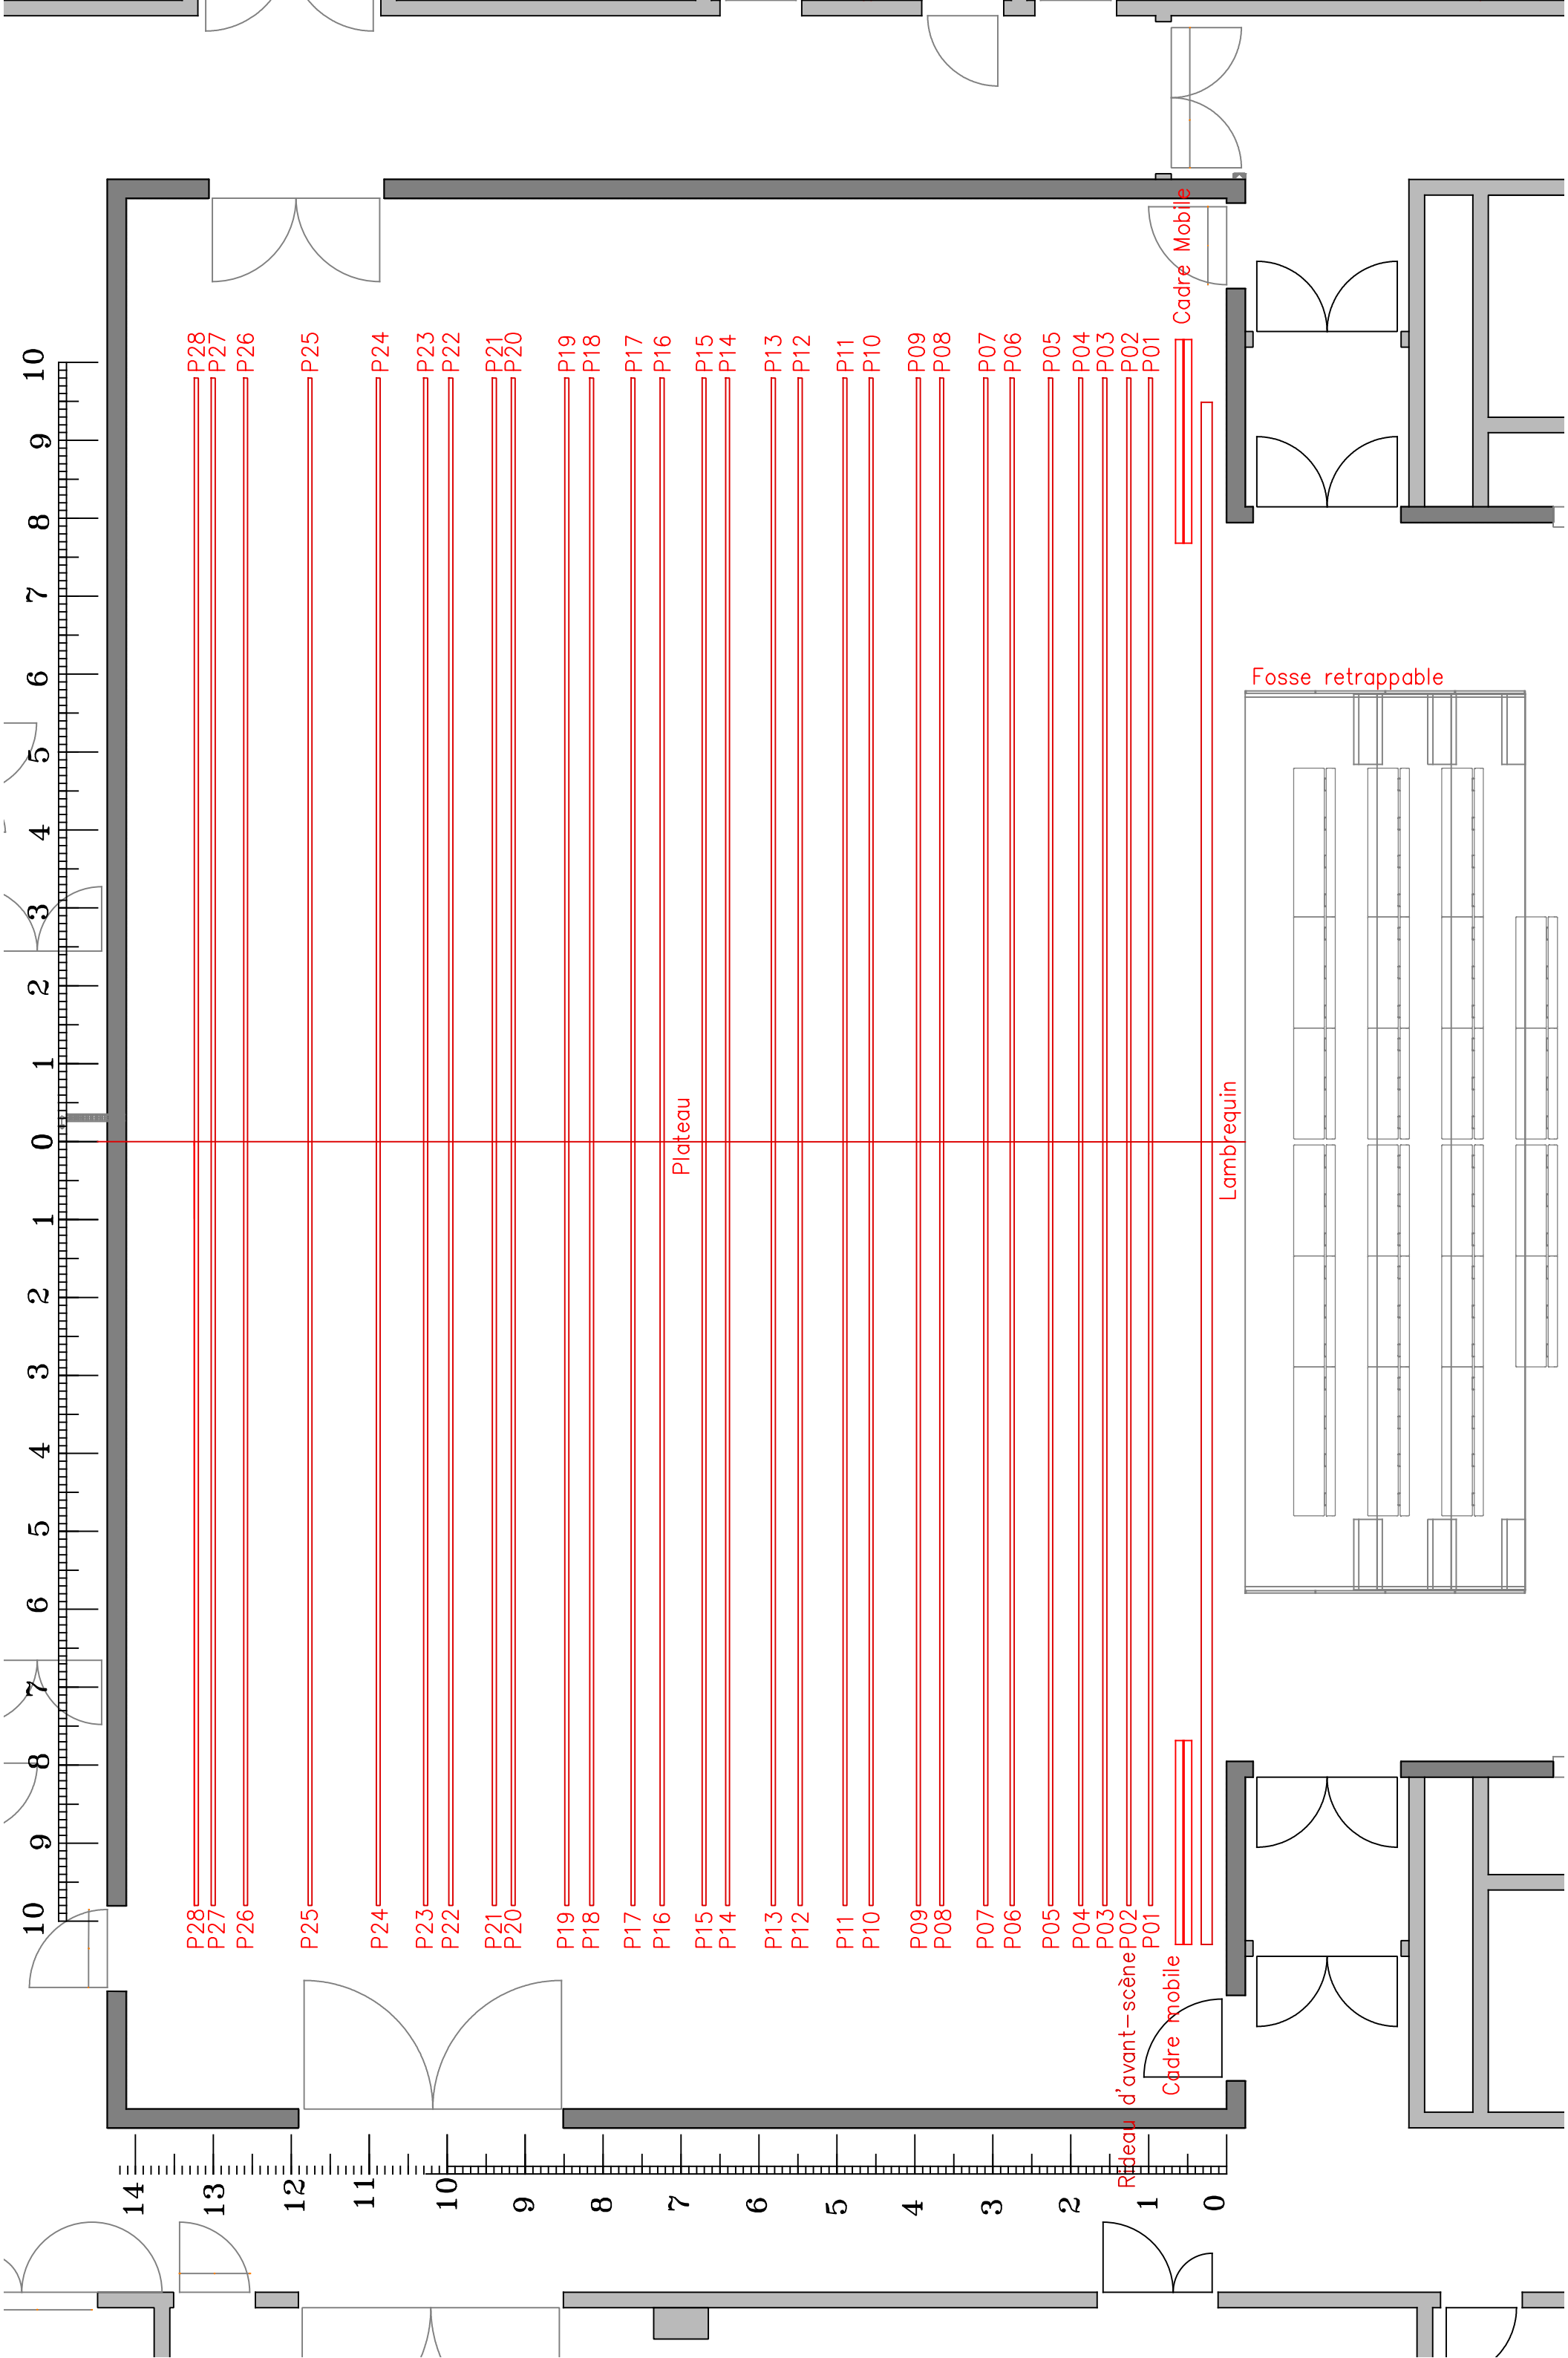 10
9
8
7
6
5
4
3
2
1
0
1
2
3
4
5
6
7
8
9
10
P28
P27
P26
P25
P24
P23
P22
P21
P20
P19
P18
P17
P16
P15
P14
P13
P12
P11
P10
P09
P08
P07
P06
P05
P04
P03
P02
P01
Cadre Mobile
Fosse retrappable
Plateau
Lambrequin
P28
P27
P26
P25
P24
P23
P22
P21
P20
P19
P18
P17
P16
P15
P14
P13
P12
P11
P10
P09
P08
P07
P06
P05
P04
P03
P02
P01
Rideau d'avant-scène
Cadre mobile
14
13
12
11
10
9
8
7
6
5
4
3
2
1
0